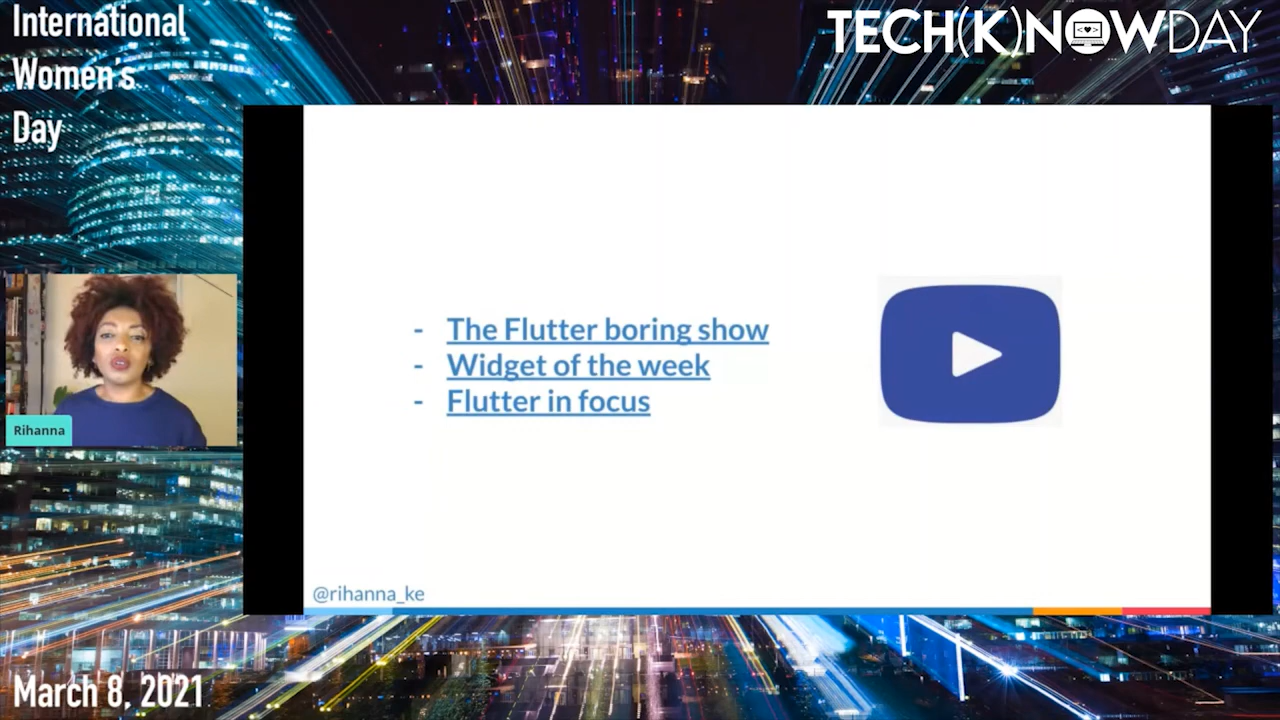 International
Women's
Day
TECH(K)NOWDAY
- The Flutter boring show
- Widget of the week
- Flutter in focus
Rihanna
@rihanna_ke
March 8, 2021